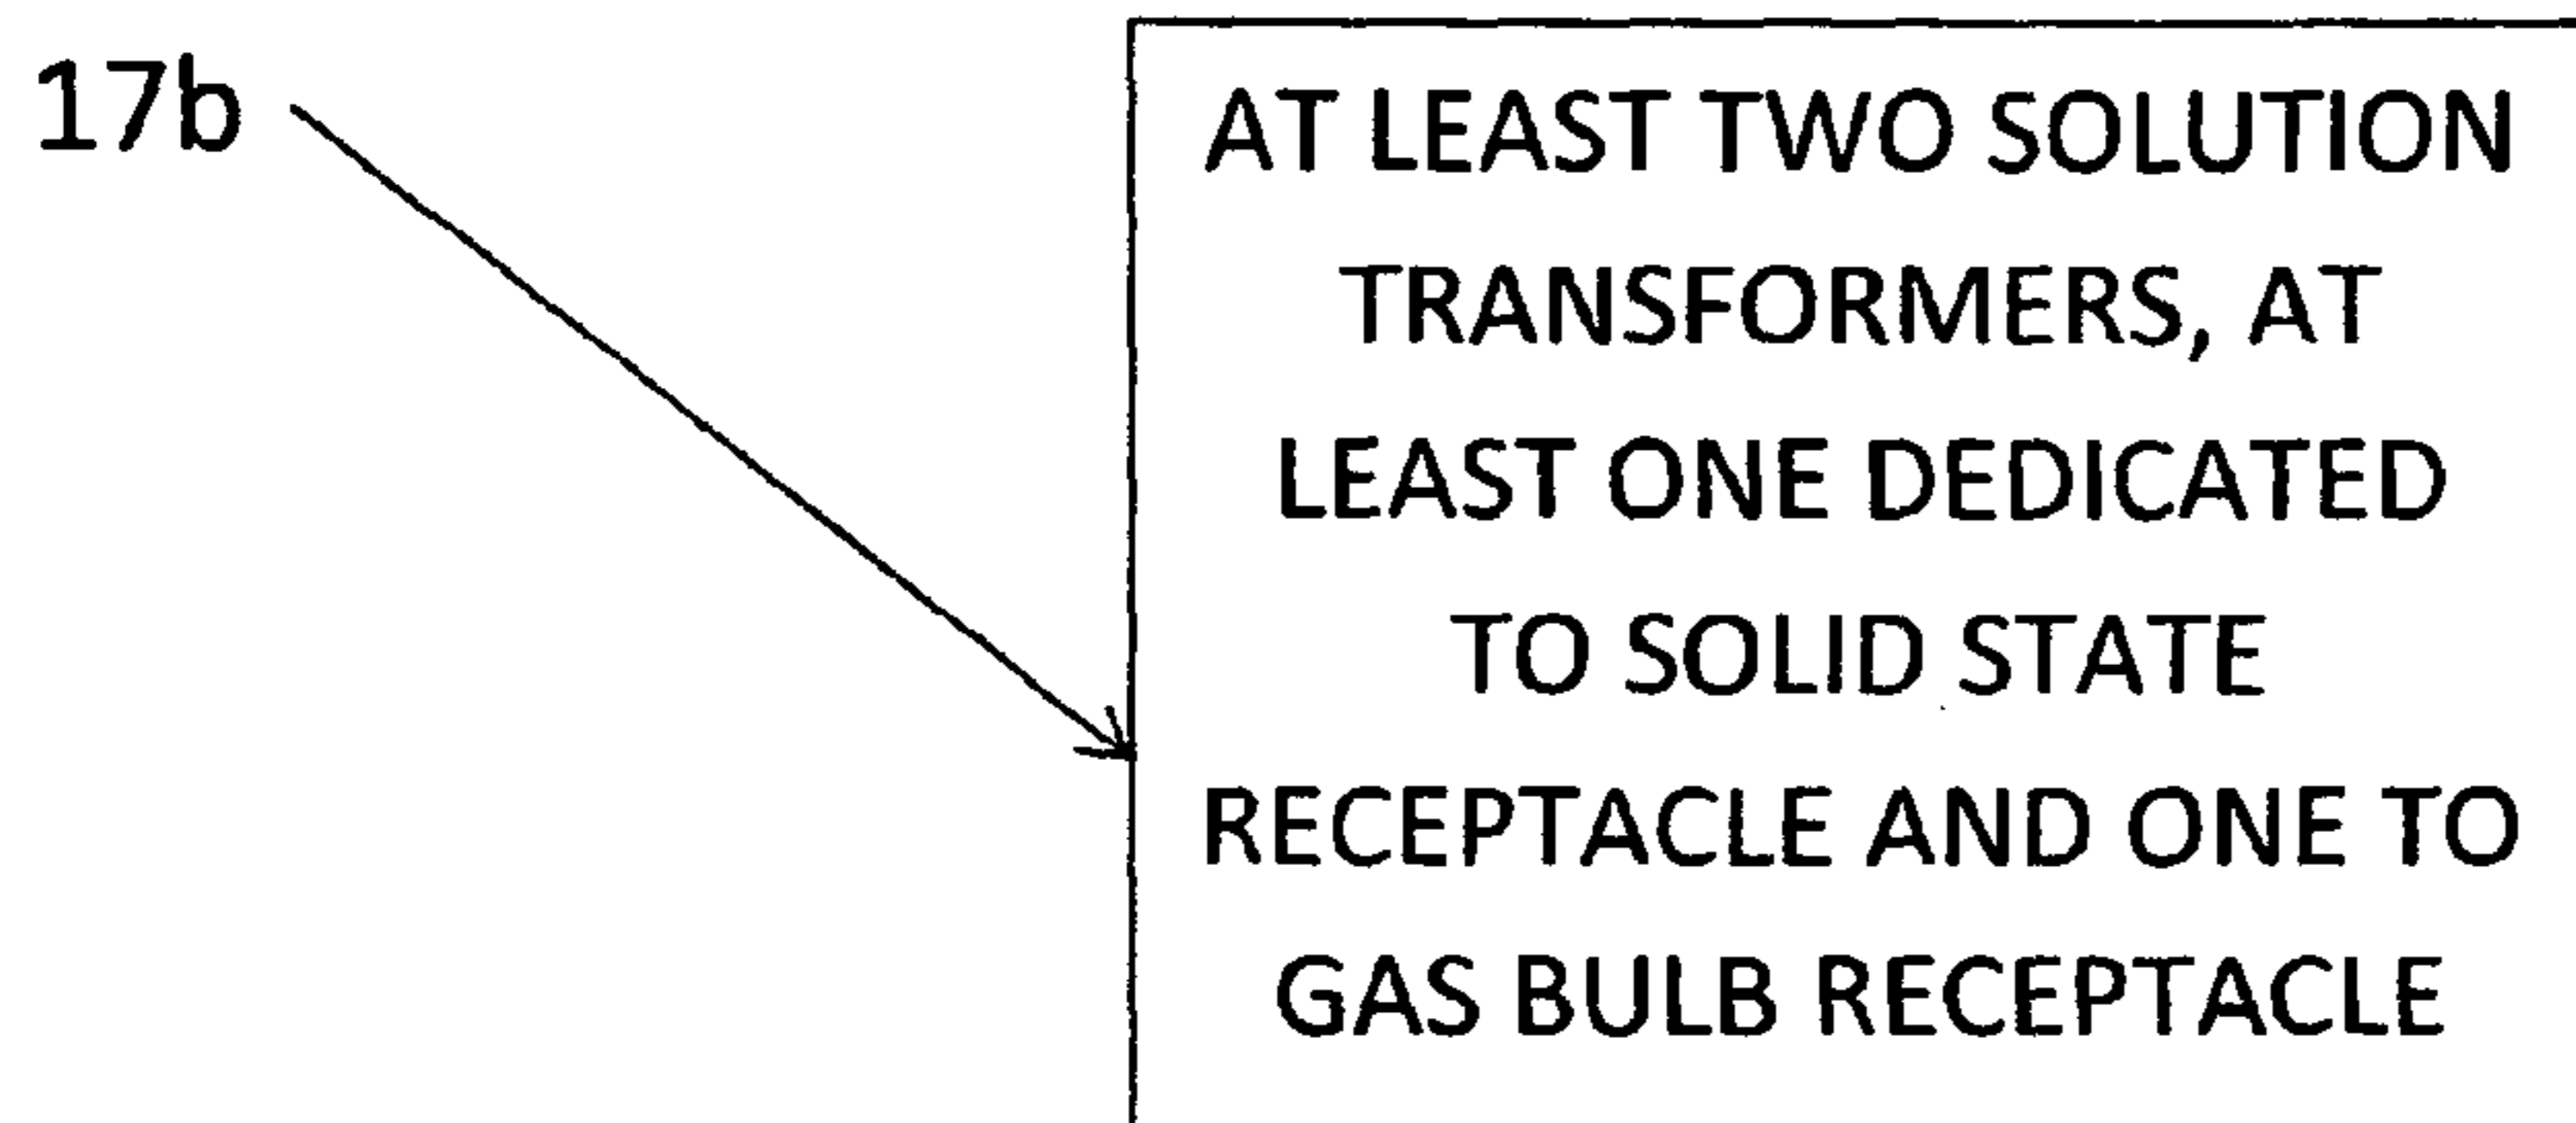 17b
AT LEAST TWO SOLUTION
TRANSFORMERS, AT
LEAST ONE DEDICATED
TO SOLID STATE
RECEPTACLE AND ONE TO
GAS BULB RECEPTACLE